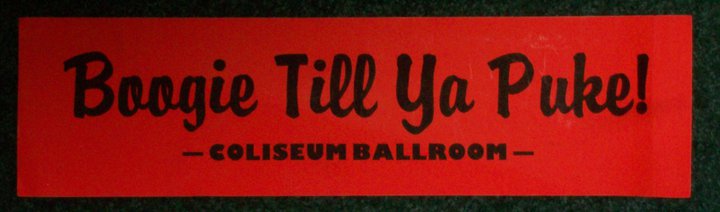 Boogie Till Ya Puke!
— COLISEUM BALLROOM —